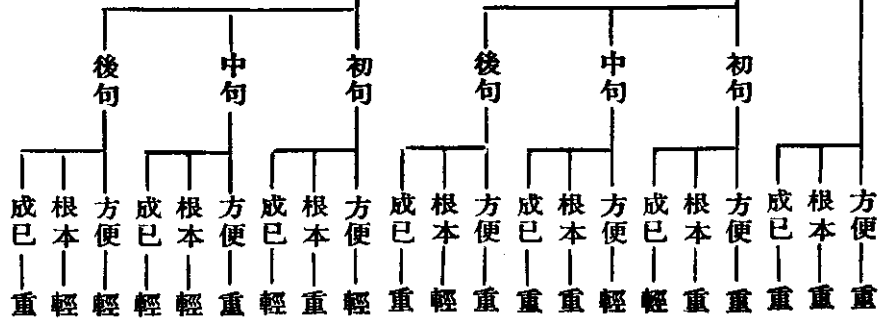 方便重
根本重
成已重
初句
方便重
根本重
成已輕
中句
方便輕
根本重
成已重
後句
方便重
根本輕
成已重
初句
方便輕
根本重
成已輕
中句
方便重
根本輕
成已輕
後句
方便輕
根本輕
成已重